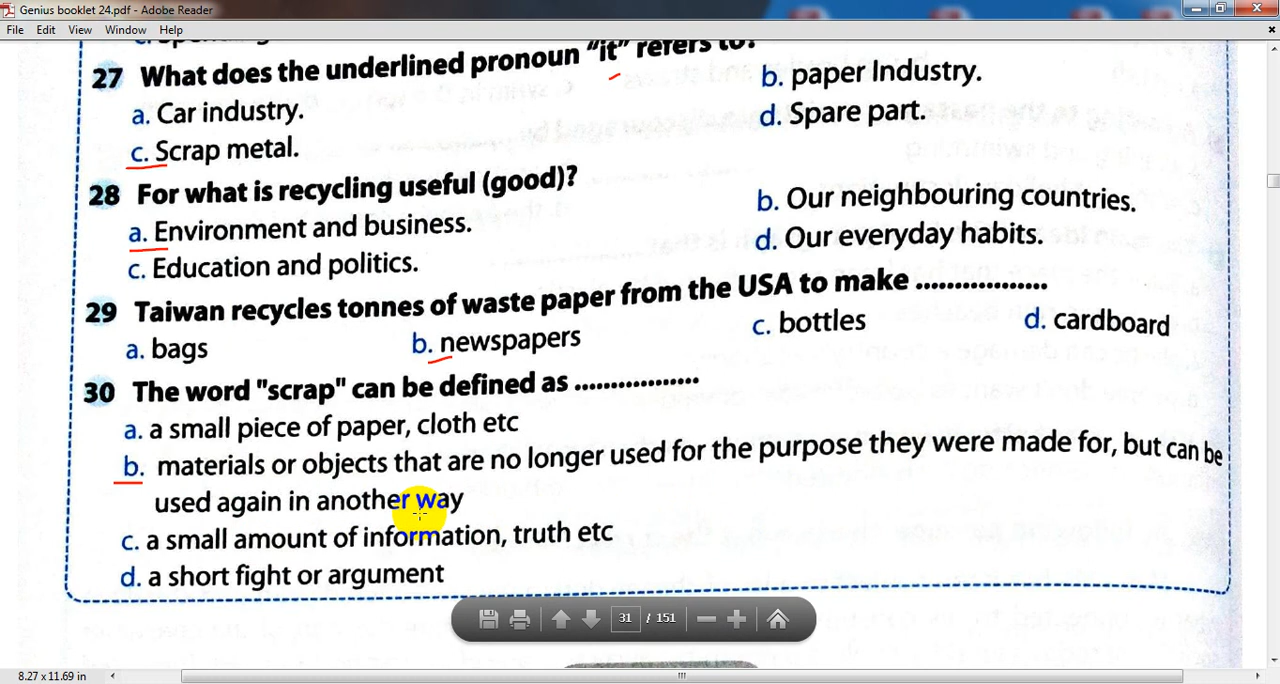 Genius booklet 24.pdf - Adobe Reader
File Edit View Window Help
27 What does the underlined pronoun "it" refers to?
a. Car industry.
b. paper Industry.
c. Scrap metal.
d. Spare part.
28 For what is recycling useful (good)?
a. Environment and business.
b. Our neighbouring countries.
c. Education and politics.
d. Our everyday habits.
29 Taiwan recycles tonnes of waste paper from the USA to make .................
a. bags b. newspapers c. bottles d. cardboard
30 The word "scrap" can be defined as .................
a. a small piece of paper, cloth etc
b. materials or objects that are no longer used for the purpose they were made for, but can be
used again in another way
c. a small amount of information, truth etc
d. a short fight or argument
31 / 151
8.27 x 11.69 in